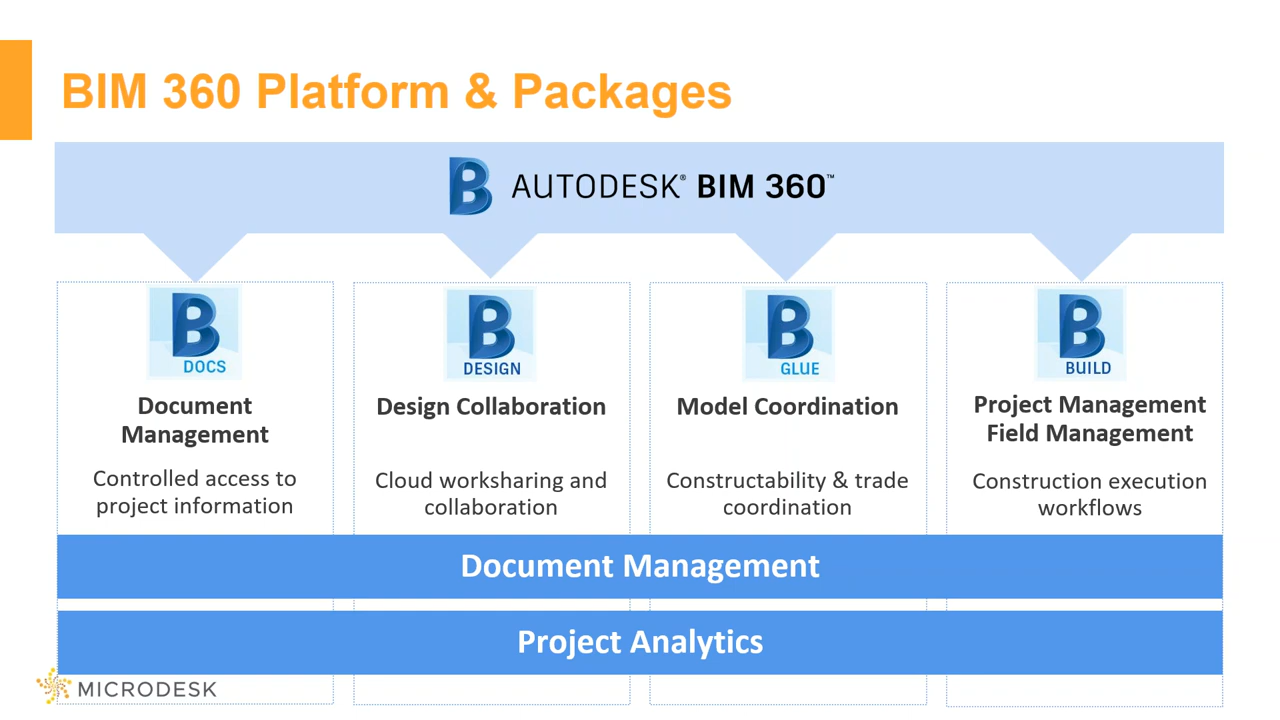 BIM 360 Platform & Packages
AUTODESK® BIM 360™
B DOCS
Document
Management
Controlled access to
project information
B DESIGN
Design Collaboration
Cloud worksharing and
collaboration
B GLUE
Model Coordination
Constructability & trade
coordination
B BUILD
Project Management
Field Management
Construction execution
workflows
Document Management
Project Analytics
MICRODESK